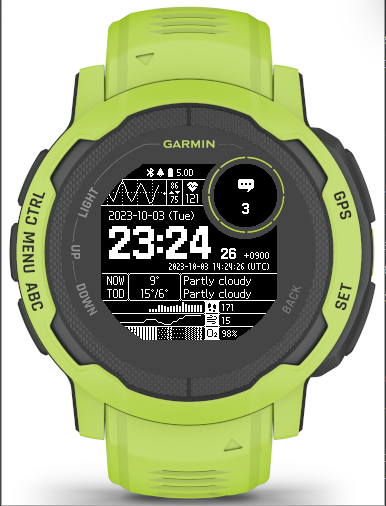 GARMIN
CTRL
LIGHT
MENU
UP
ABC
DOWN
GPS
SET
BACK
5.00
86
75
121
3
2023-10-03 (Tue)
23:24 26 +0900
2023-10-03 14:24:26 (UTC)
NOW 9° Partly cloudy
TOD 15°/6° Partly cloudy
171
15
O2 98%